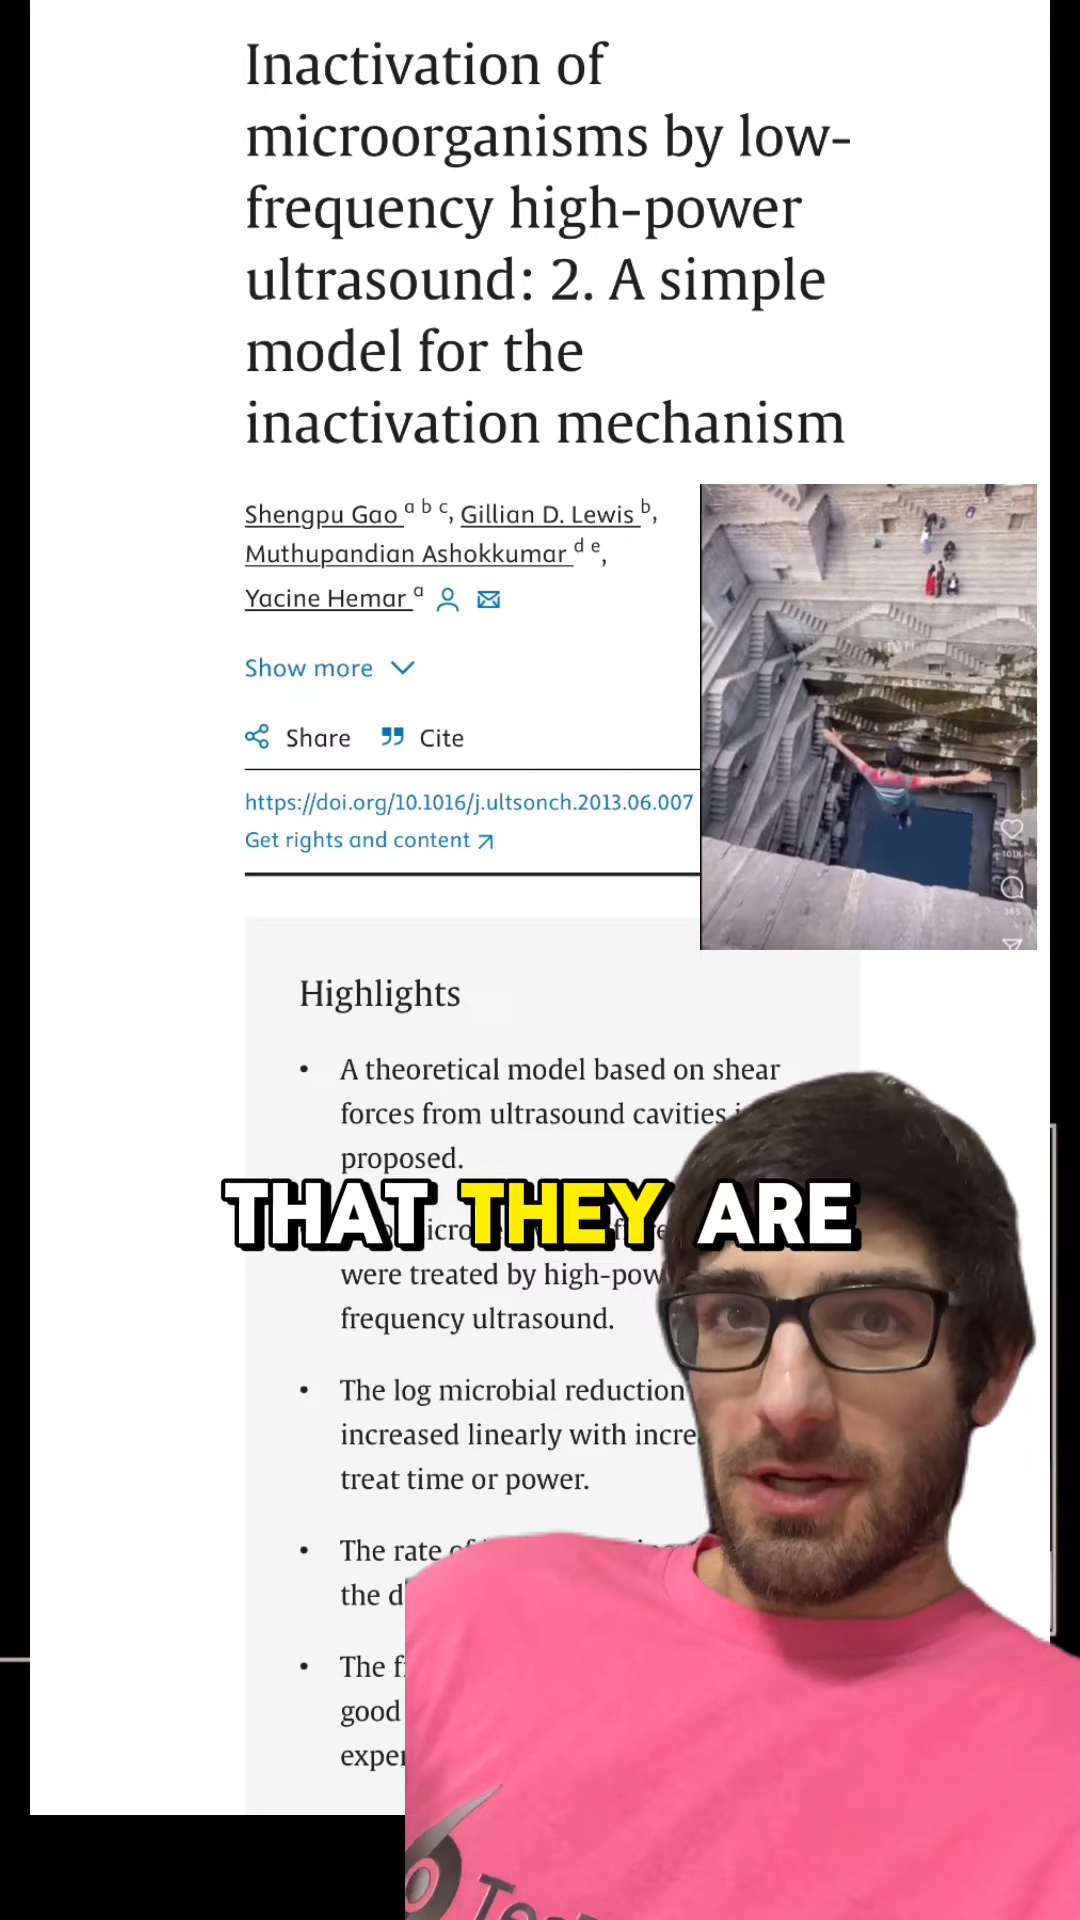 Inactivation of
microorganisms by low-
frequency high-power
ultrasound: 2. A simple
model for the
inactivation mechanism
Shengpu Gao a b c, Gillian D. Lewis b,
Muthupandian Ashokkumar d e,
Yacine Hemar a
Show more
Share Cite
https://doi.org/10.1016/j.ultsonch.2013.06.007
Get rights and content
101K
385
Highlights
• A theoretical model based on shear
forces from ultrasound cavities
proposed.
THAT THEY ARE
were treated by high-pow
frequency ultrasound.
• The log microbial reduction
increased linearly with incre
treat time or power.
• The rate
the d
• The f
good
exper